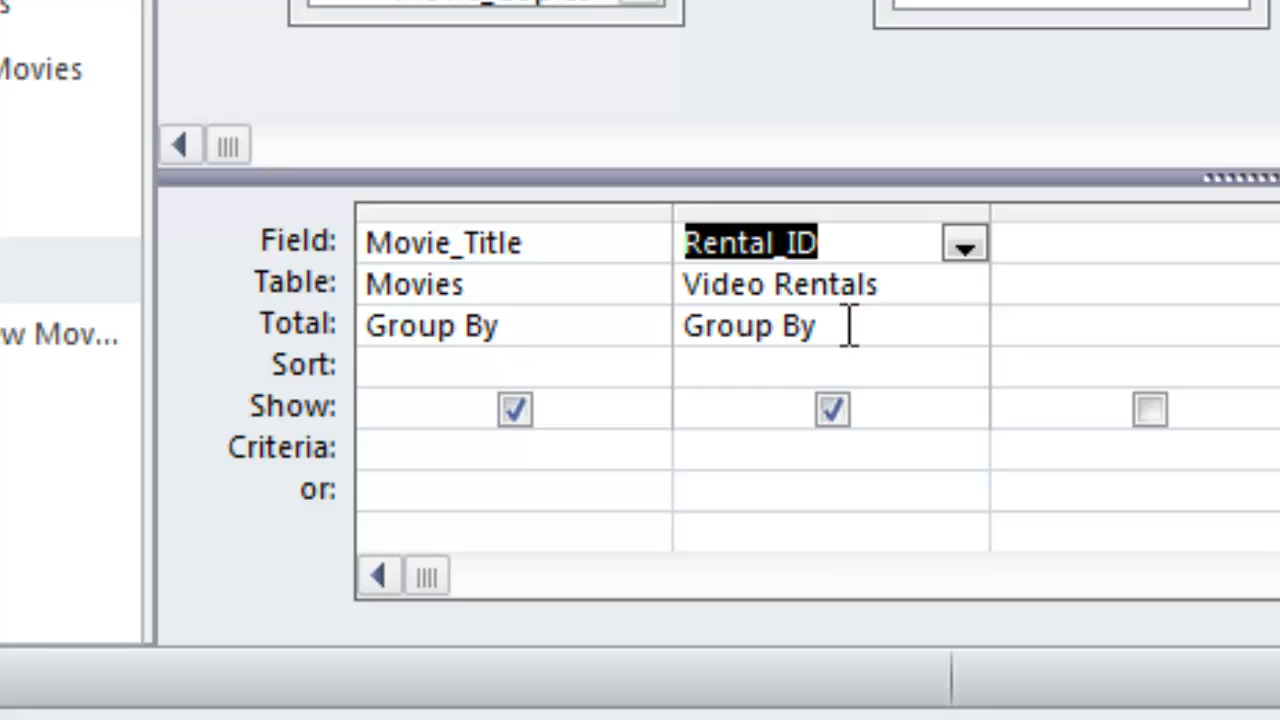 Movies
w Mov...
Field: Movie_Title Rental_ID
Table: Movies Video Rentals
Total: Group By Group By
Sort:
Show:
Criteria:
or: